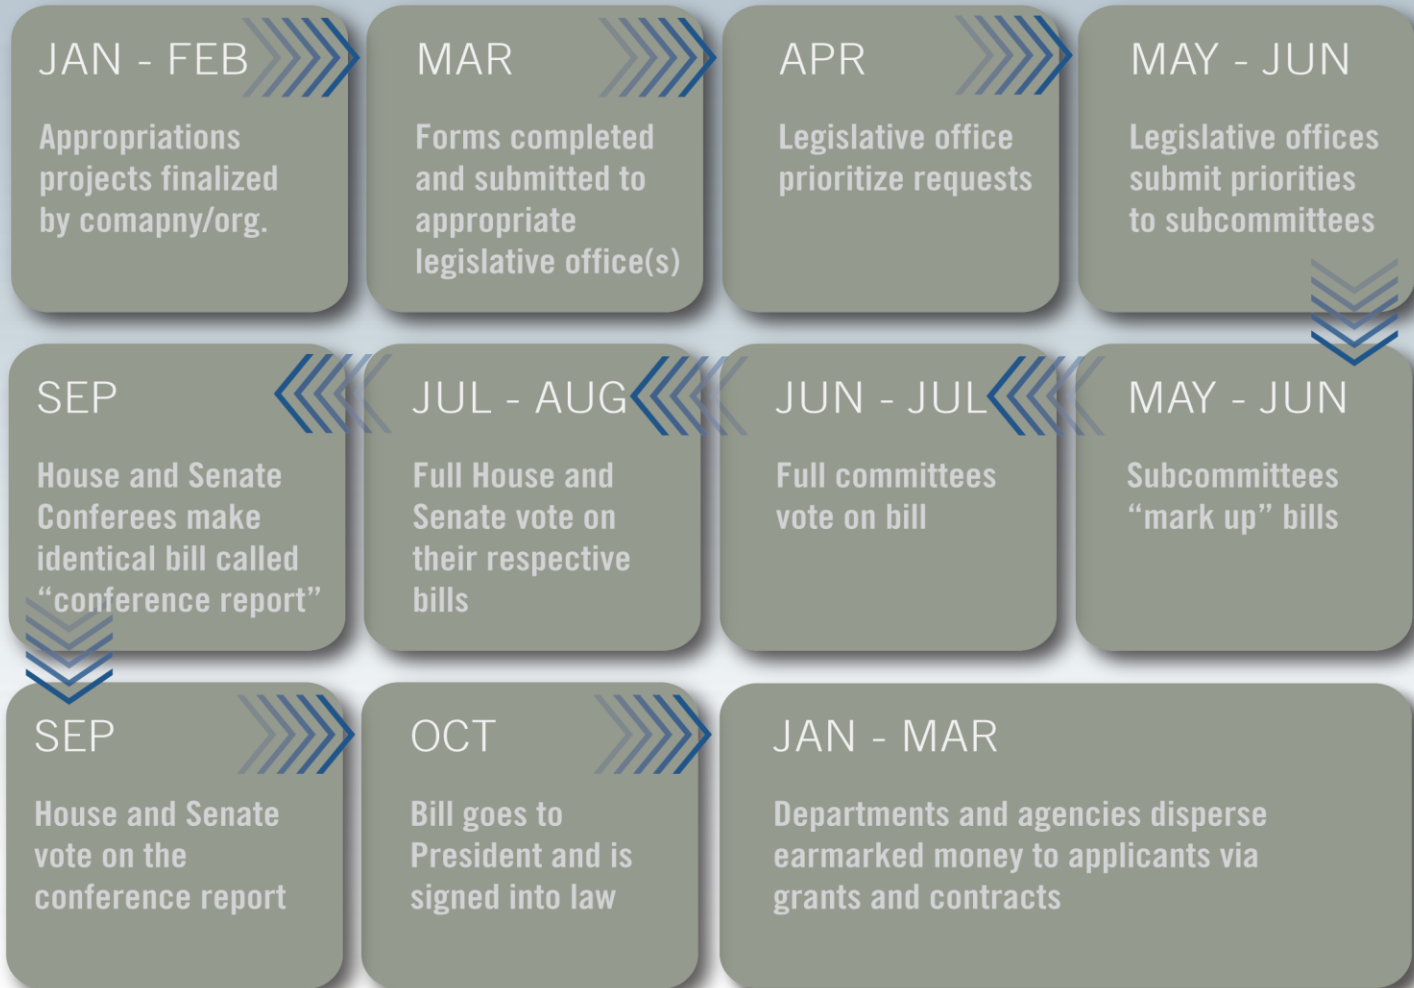 JAN - FEB
Appropriations
projects finalized
by comapny/org.
MAR
Forms completed
and submitted to
appropriate
legislative office(s)
APR
Legislative office
prioritize requests
MAY - JUN
Legislative offices
submit priorities
to subcommittees
MAY - JUN
Subcommittees
“mark up” bills
JUN - JUL
Full committees
vote on bill
JUL - AUG
Full House and
Senate vote on
their respective
bills
SEP
House and Senate
Conferees make
identical bill called
“conference report”
SEP
House and Senate
vote on the
conference report
OCT
Bill goes to
President and is
signed into law
JAN - MAR
Departments and agencies disperse
earmarked money to applicants via
grants and contracts